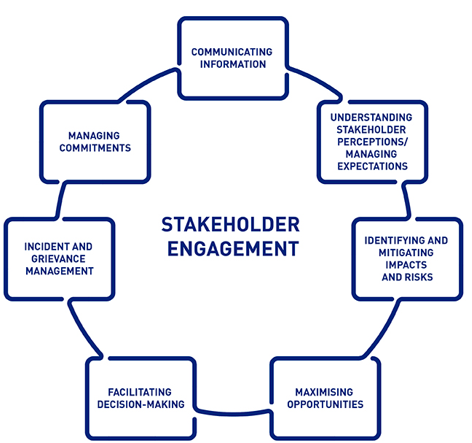 COMMUNICATING
INFORMATION
UNDERSTANDING
STAKEHOLDER
PERCEPTIONS/
MANAGING
EXPECTATIONS
IDENTIFYING AND
MITIGATING
IMPACTS
AND RISKS
MAXIMISING
OPPORTUNITIES
FACILITATING
DECISION-MAKING
INCIDENT AND
GRIEVANCE
MANAGEMENT
MANAGING
COMMITMENTS
STAKEHOLDER
ENGAGEMENT